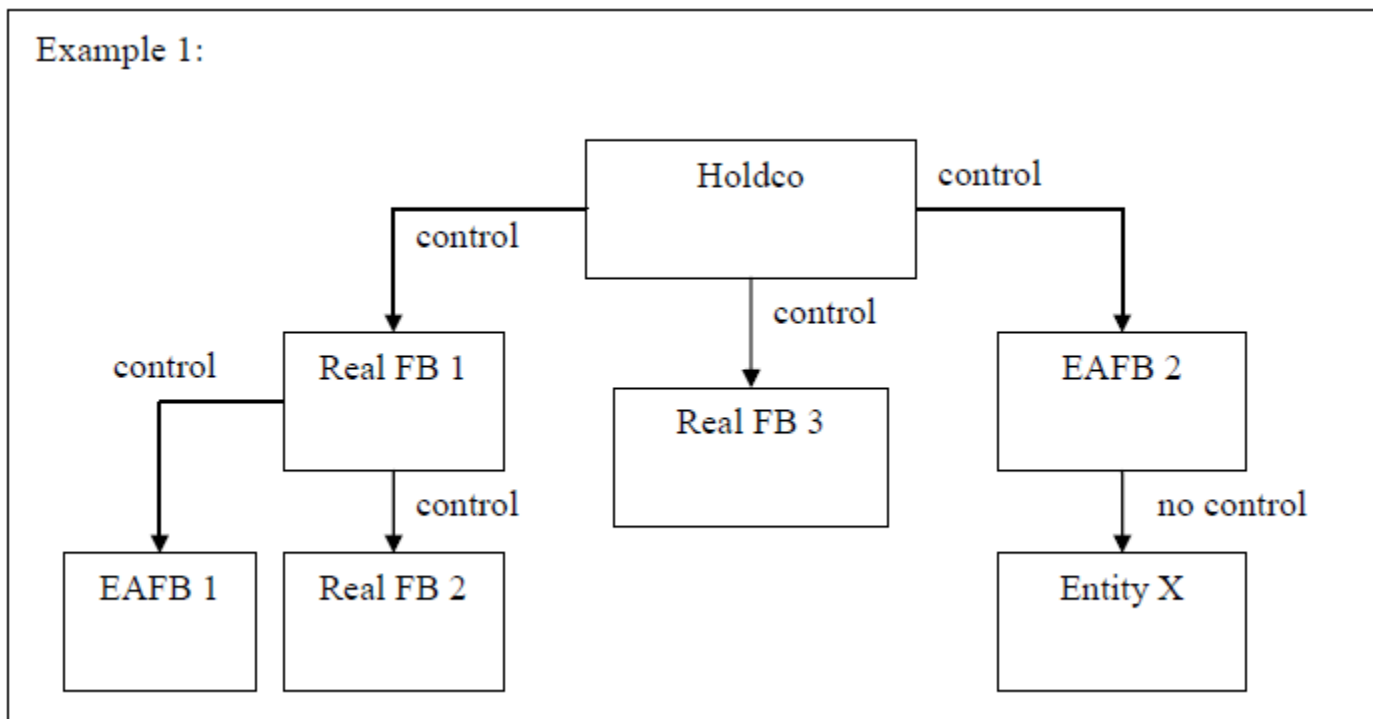 Example 1:
Holdco
control
control
control
Real FB 1
control
Real FB 3
EAFB 2
control
no control
EAFB 1
Real FB 2
Entity X